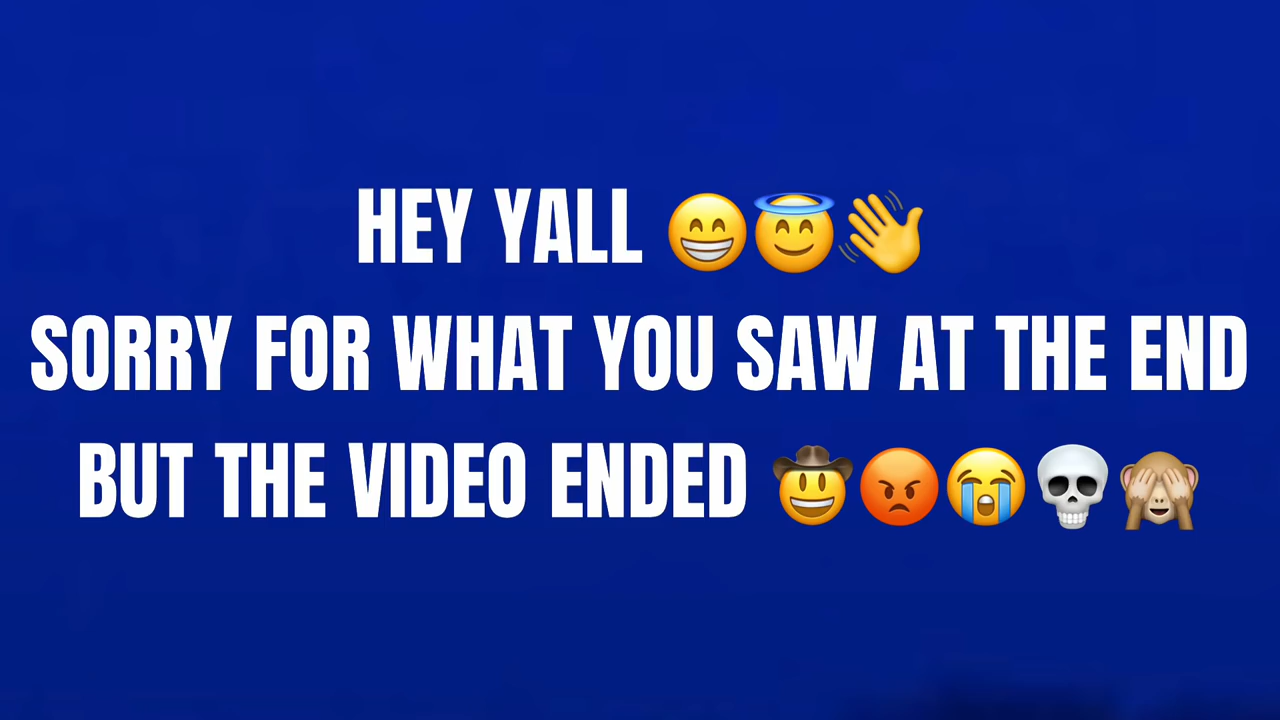 HEY YALL 😁😇👋
SORRY FOR WHAT YOU SAW AT THE END
BUT THE VIDEO ENDED 🤠😡😭💀🙈